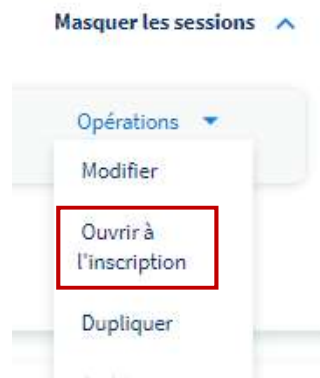 Masquer les sessions
Opérations
Modifier
Ouvrir à
l'inscription
Dupliquer